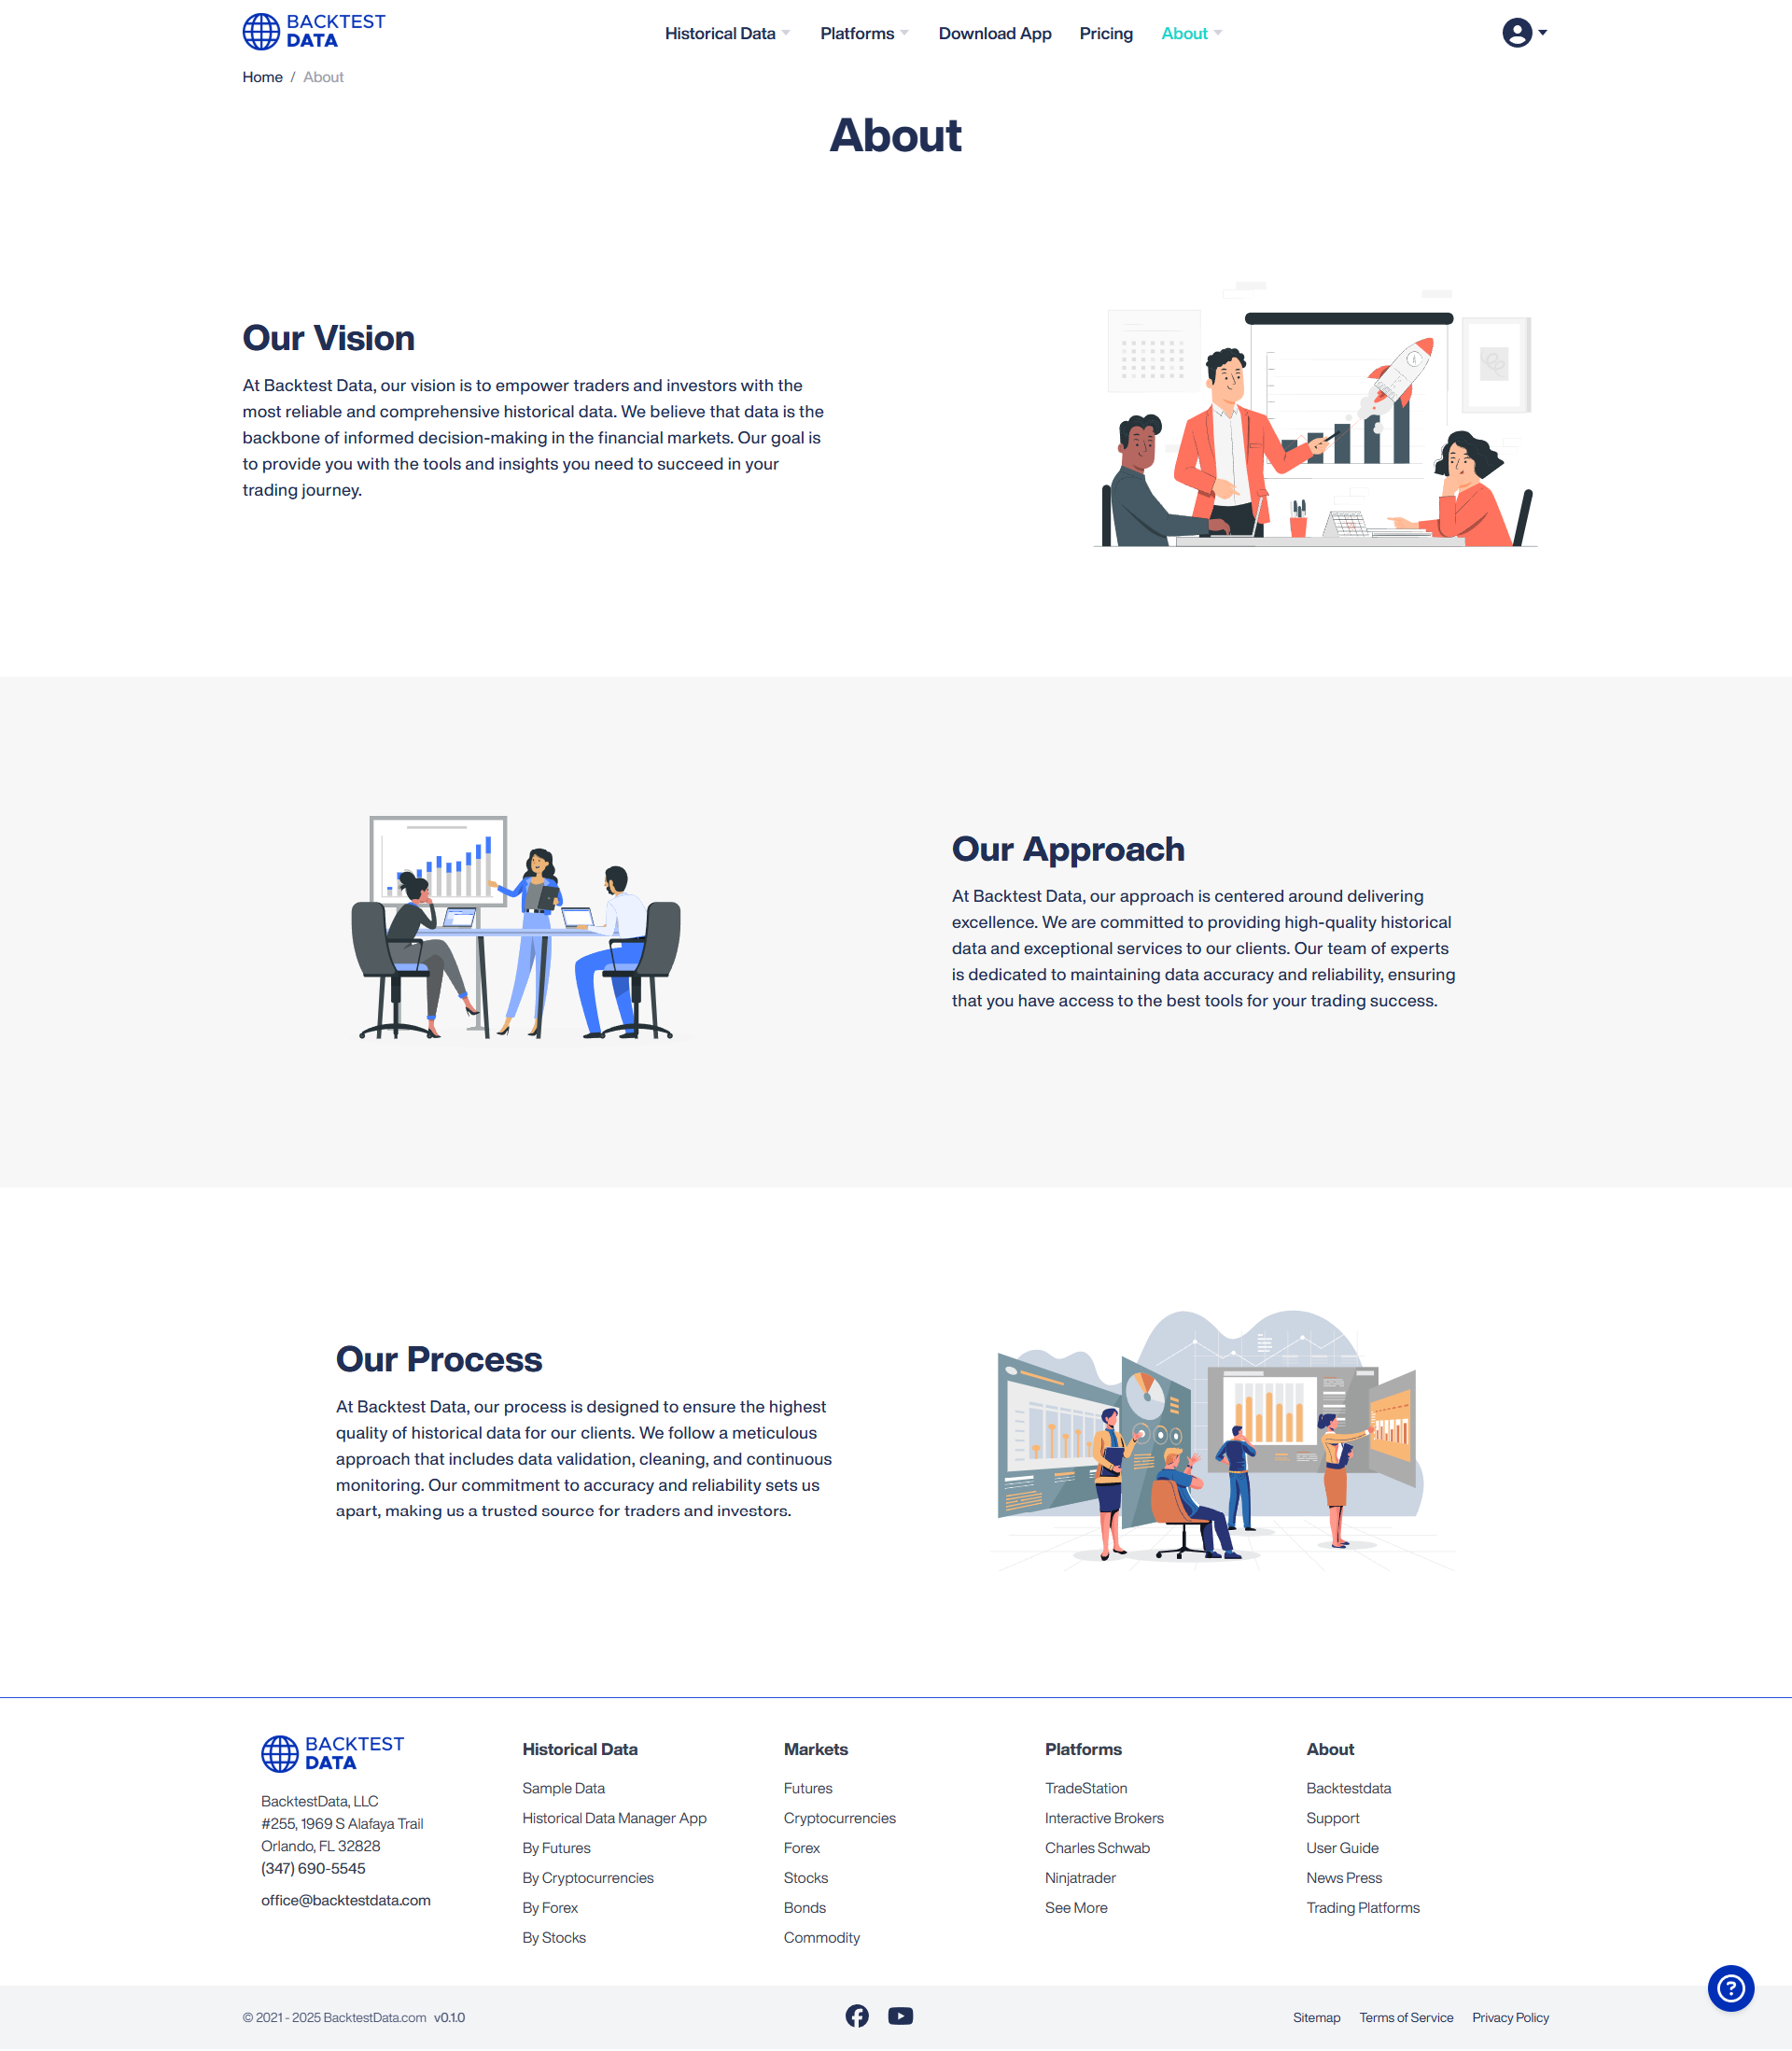 BACKTEST
DATA
Historical Data
Platforms
Download App
Pricing
About
Home / About
About
Our Vision
At Backtest Data, our vision is to empower traders and investors with the
most reliable and comprehensive historical data. We believe that data is the
backbone of informed decision-making in the financial markets. Our goal is
to provide you with the tools and insights you need to succeed in your
trading journey.
Our Approach
At Backtest Data, our approach is centered around delivering
excellence. We are committed to providing high-quality historical
data and exceptional services to our clients. Our team of experts
is dedicated to maintaining data accuracy and reliability, ensuring
that you have access to the best tools for your trading success.
Our Process
At Backtest Data, our process is designed to ensure the highest
quality of historical data for our clients. We follow a meticulous
approach that includes data validation, cleaning, and continuous
monitoring. Our commitment to accuracy and reliability sets us
apart, making us a trusted source for traders and investors.
BACKTEST
DATA
BacktestData, LLC
#255, 1969 S Alafaya Trail
Orlando, FL 32828
(347) 690-5545
office@backtestdata.com
Historical Data
Sample Data
Historical Data Manager App
By Futures
By Cryptocurrencies
By Forex
By Stocks
Markets
Futures
Cryptocurrencies
Forex
Stocks
Bonds
Commodity
Platforms
TradeStation
Interactive Brokers
Charles Schwab
Ninjatrader
See More
About
Backtestdata
Support
User Guide
News Press
Trading Platforms
© 2021 - 2025 BacktestData.com v0.1.0
Sitemap
Terms of Service
Privacy Policy